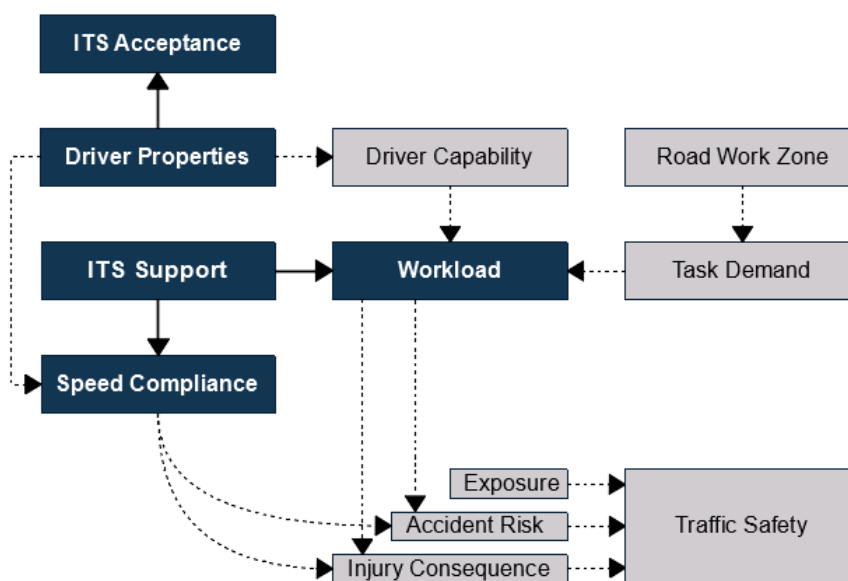 ITS Acceptance
Driver Properties
Driver Capability
Road Work Zone
ITS Support
Workload
Task Demand
Speed Compliance
Exposure
Accident Risk
Traffic Safety
Injury Consequence